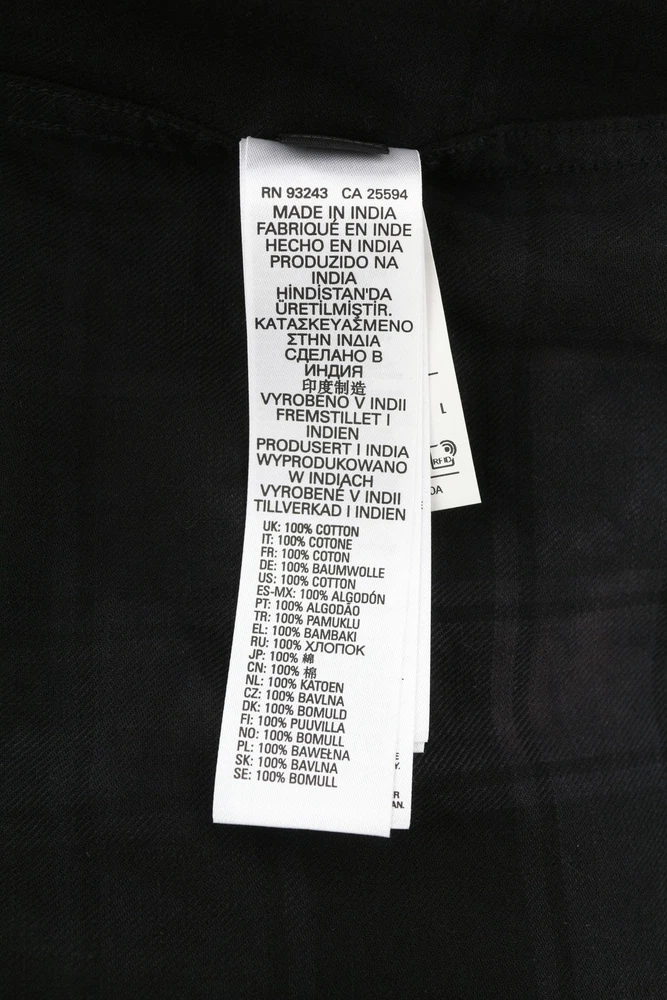 RN 93243 CA 25594
MADE IN INDIA
FABRIQUÉ EN INDE
HECHO EN INDIA
PRODUZIDO NA
INDIA
HİNDİSTAN'DA
ÜRETİLMİŞTİR.
ΚΑΤΑΣΚΕΥΑΣΜΕΝΟ
ΣΤΗΝ ΙΝΔΙΑ
СДЕЛАНО В
ИНДИЯ
印度制造
VYROBENO V INDII
FREMSTILLET I
INDIEN
PRODUSERT I INDIA
WYPRODUKOWANO
W INDIACH
VYROBENÉ V INDII
TILLVERKAD I INDIEN
UK: 100% COTTON
IT: 100% COTONE
FR: 100% COTON
DE: 100% BAUMWOLLE
US: 100% COTTON
ES-MX: 100% ALGODÓN
PT: 100% ALGODÃO
TR: 100% PAMUKLU
EL: 100% ΒΑΜΒΑΚΙ
RU: 100% ХЛОПОК
JP: 100% 綿
CN: 100% 棉
NL: 100% KATOEN
CZ: 100% BAVLNA
DK: 100% BOMULD
FI: 100% PUUVILLA
NO: 100% BOMULL
PL: 100% BAWEŁNA
SK: 100% BAVLNA
SE: 100% BOMULL
L
RFID